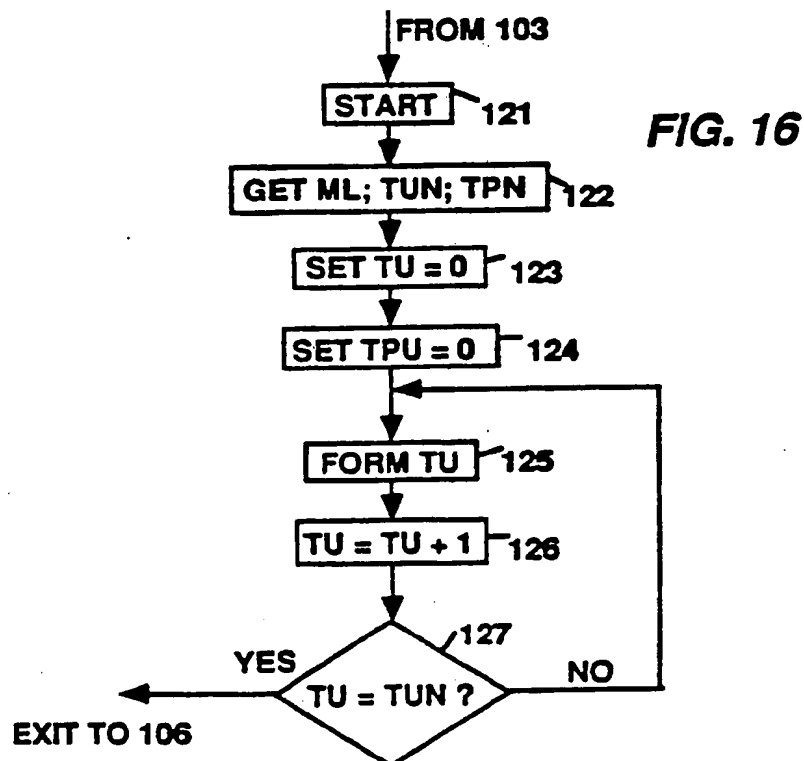 FROM 103
START
121
FIG. 16
GET ML; TUN; TPN
122
SET TU = 0
123
SET TPU = 0
124
FORM TU
125
TU = TU + 1
126
127
YES
TU = TUN ?
NO
EXIT TO 106